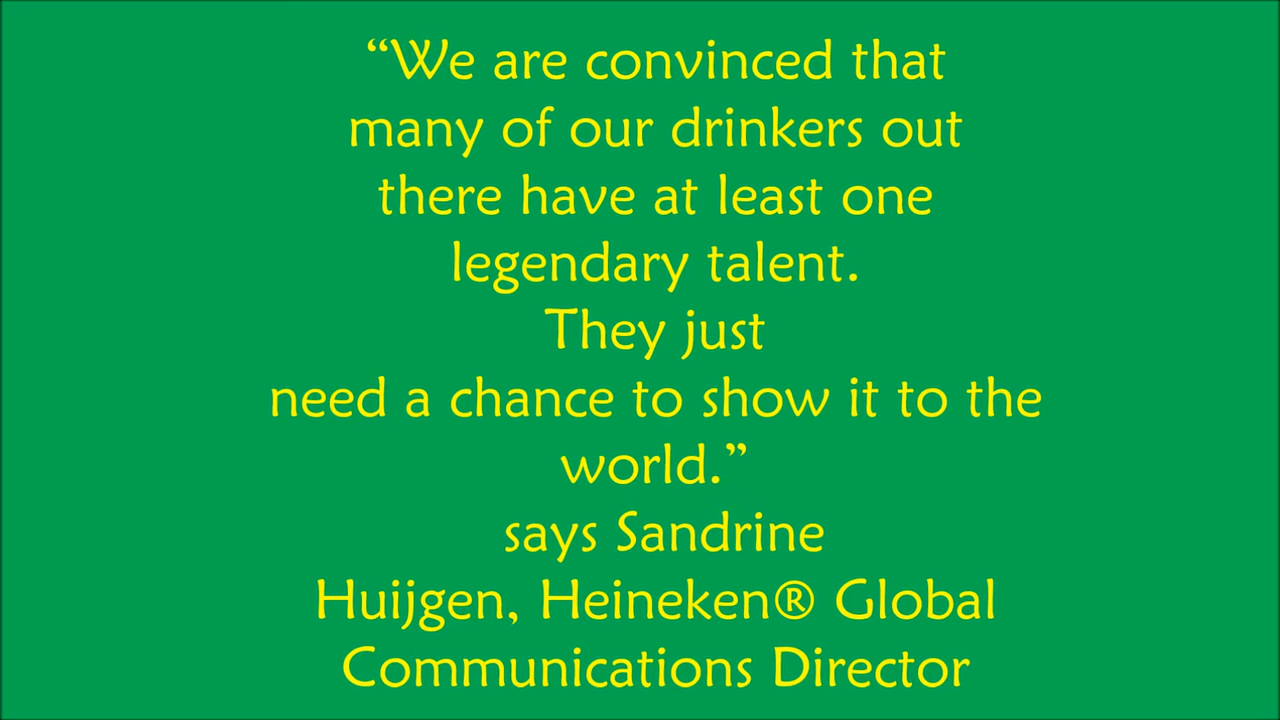 “We are convinced that
many of our drinkers out
there have at least one
legendary talent.
They just
need a chance to show it to the
world.”
says Sandrine
Huijgen, Heineken® Global
Communications Director